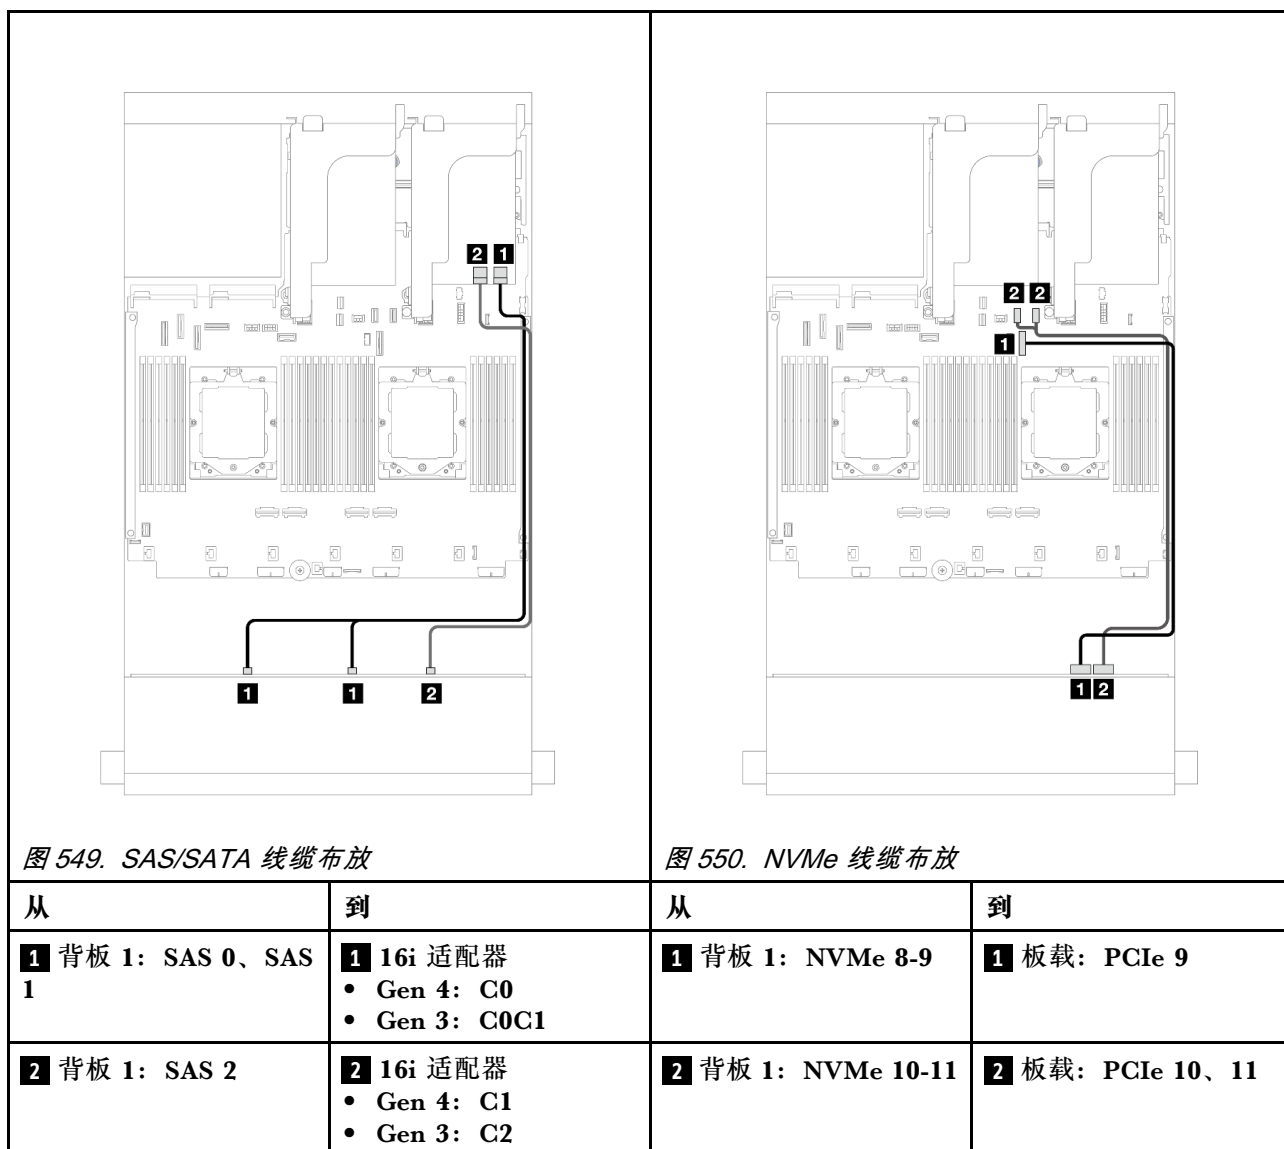 2 1
1 1 2
图 549. SAS/SATA 线缆布放
2 2
1
1 2
图 550. NVMe 线缆布放
从 到 从 到
1 背板 1：SAS 0、SAS
1
1 16i 适配器
• Gen 4：C0
• Gen 3：C0C1
1 背板 1：NVMe 8-9
1 板载：PCIe 9
2 背板 1：SAS 2
2 16i 适配器
• Gen 4：C1
• Gen 3：C2
2 背板 1：NVMe 10-11
2 板载：PCIe 10、11